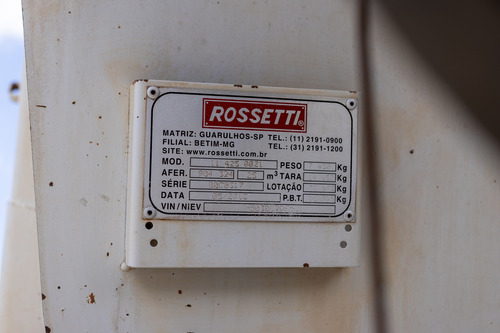 ROSSETTI
MATRIZ: GUARULHOS-SP TEL.: (11) 2191-0900
FILIAL: BETIM-MG TEL.: (31) 2191-1200
SITE: www.rossetti.com.br
MOD. PESO Kg
AFER. m³ TARA Kg
SÉRIE LOTAÇÃO Kg
DATA P.B.T. Kg
VIN/NIEV